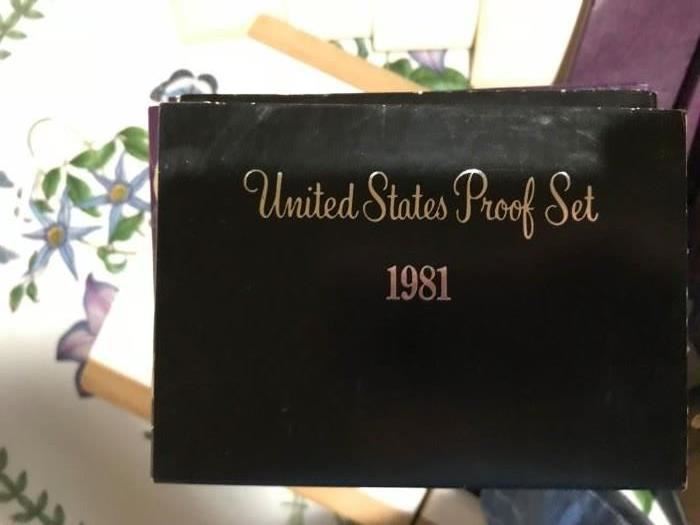 United States Proof Set
1981